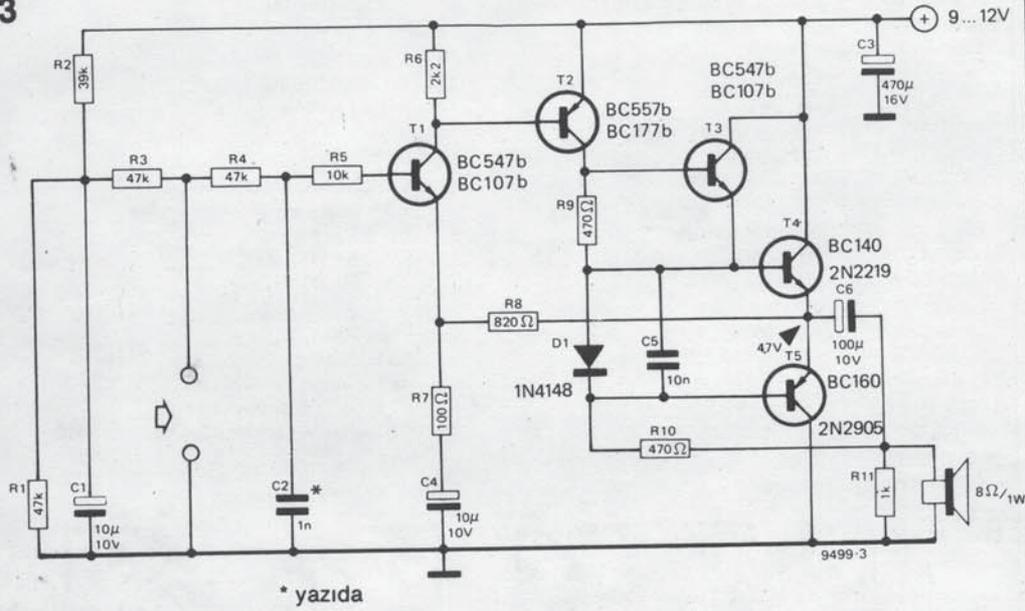 3
9...12V
R2
39k
R6
2k2
C3
470µ
16V
T2
BC557b
BC177b
BC547b
BC107b
T3
T1
BC547b
BC107b
R3
47k
R4
47k
R5
10k
R9
470Ω
T4
BC140
2N2219
R8
820Ω
C6
100µ
10V
4,7V
D1
1N4148
C5
10n
T5
BC160
2N2905
R7
100Ω
R10
470Ω
R1
47k
C1
10µ
10V
C2
*
1n
C4
10µ
10V
R11
1k
8Ω/1W
9499-3
* yazıda